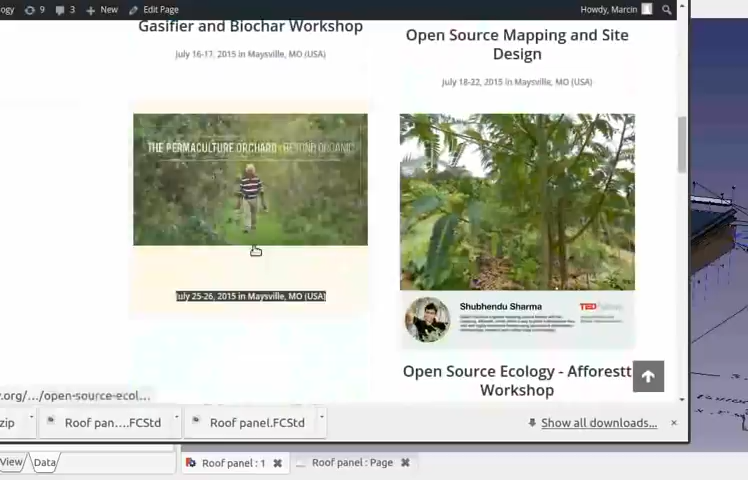 ogy 9 3 New Edit Page Howdy, Marcin
Gasifier and Biochar Workshop
July 16-17, 2015 in Maysville, MO (USA)
Open Source Mapping and Site
Design
July 18-22, 2015 in Maysville, MO (USA)
THE PERMACULTURE ORCHARD : BEYOND ORGANIC
July 25-26, 2015 in Maysville, MO (USA)
Shubhendu Sharma
TED
Open Source Ecology - Afforestt
Workshop
y.org/.../open-source-ecol...
zip Roof pan....FCStd Roof panel.FCStd Show all downloads...
View Data Roof panel : 1 Roof panel : Page